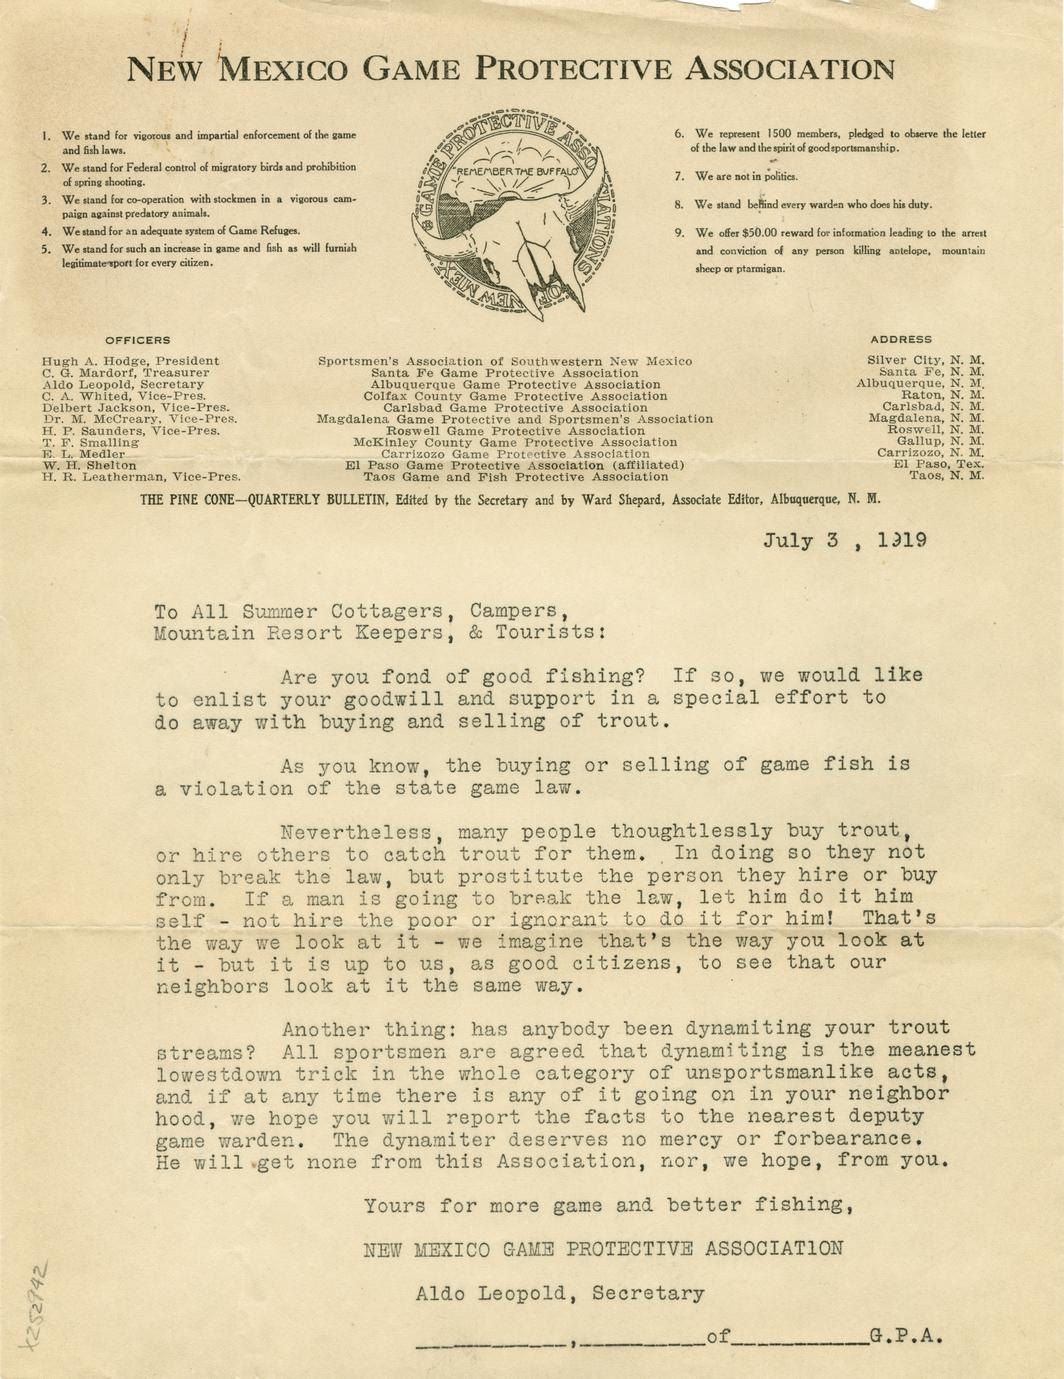 NEW MEXICO GAME PROTECTIVE ASSOCIATION
1. We stand for vigorous and impartial enforcement of the game
and fish laws.
2. We stand for Federal control of migratory birds and prohibition
of spring shooting.
3. We stand for co-operation with stockmen in a vigorous cam-
paign against predatory animals.
4. We stand for an adequate system of Game Refuges.
5. We stand for such an increase in game and fish as will furnish
legitimate sport for every citizen.
GAME PROTECTIVE ASSOCIATIONS OF NEW MEX
"REMEMBER THE BUFFALO"
6. We represent 1500 members, pledged to observe the letter
of the law and the spirit of good sportsmanship.
7. We are not in politics.
8. We stand behind every warden who does his duty.
9. We offer $50.00 reward for information leading to the arrest
and conviction of any person killing antelope, mountain
sheep or ptarmigan.
OFFICERS ADDRESS
Hugh A. Hodge, President Sportsmen's Association of Southwestern New Mexico Silver City, N. M.
C. G. Mardorf, Treasurer Santa Fe Game Protective Association Santa Fe, N. M.
Aldo Leopold, Secretary Albuquerque Game Protective Association Albuquerque, N. M.
C. A. Whited, Vice-Pres. Colfax County Game Protective Association Raton, N. M.
Delbert Jackson, Vice-Pres. Carlsbad Game Protective Association Carlsbad, N. M.
Dr. M. McCreary, Vice-Pres. Magdalena Game Protective and Sportsmen's Association Magdalena, N. M.
H. P. Saunders, Vice-Pres. Roswell Game Protective Association Roswell, N. M.
T. F. Smalling McKinley County Game Protective Association Gallup, N. M.
E. L. Medler Carrizozo Game Protective Association Carrizozo, N. M.
W. H. Shelton El Paso Game Protective Association (affiliated) El Paso, Tex.
H. R. Leatherman, Vice-Pres. Taos Game and Fish Protective Association Taos, N. M.
THE PINE CONE—QUARTERLY BULLETIN, Edited by the Secretary and by Ward Shepard, Associate Editor, Albuquerque, N. M.
July 3 , 1919
To All Summer Cottagers, Campers,
Mountain Resort Keepers, & Tourists:
Are you fond of good fishing? If so, we would like
to enlist your goodwill and support in a special effort to
do away with buying and selling of trout.
As you know, the buying or selling of game fish is
a violation of the state game law.
Nevertheless, many people thoughtlessly buy trout,
or hire others to catch trout for them. In doing so they not
only break the law, but prostitute the person they hire or buy
from. If a man is going to break the law, let him do it him
self - not hire the poor or ignorant to do it for him! That's
the way we look at it - we imagine that's the way you look at
it - but it is up to us, as good citizens, to see that our
neighbors look at it the same way.
Another thing: has anybody been dynamiting your trout
streams? All sportsmen are agreed that dynamiting is the meanest
lowestdown trick in the whole category of unsportsmanlike acts,
and if at any time there is any of it going on in your neighbor
hood, we hope you will report the facts to the nearest deputy
game warden. The dynamiter deserves no mercy or forbearance.
He will get none from this Association, nor, we hope, from you.
Yours for more game and better fishing,
NEW MEXICO GAME PROTECTIVE ASSOCIATION
Aldo Leopold, Secretary
____________,__________of___________G.P.A.
X252942